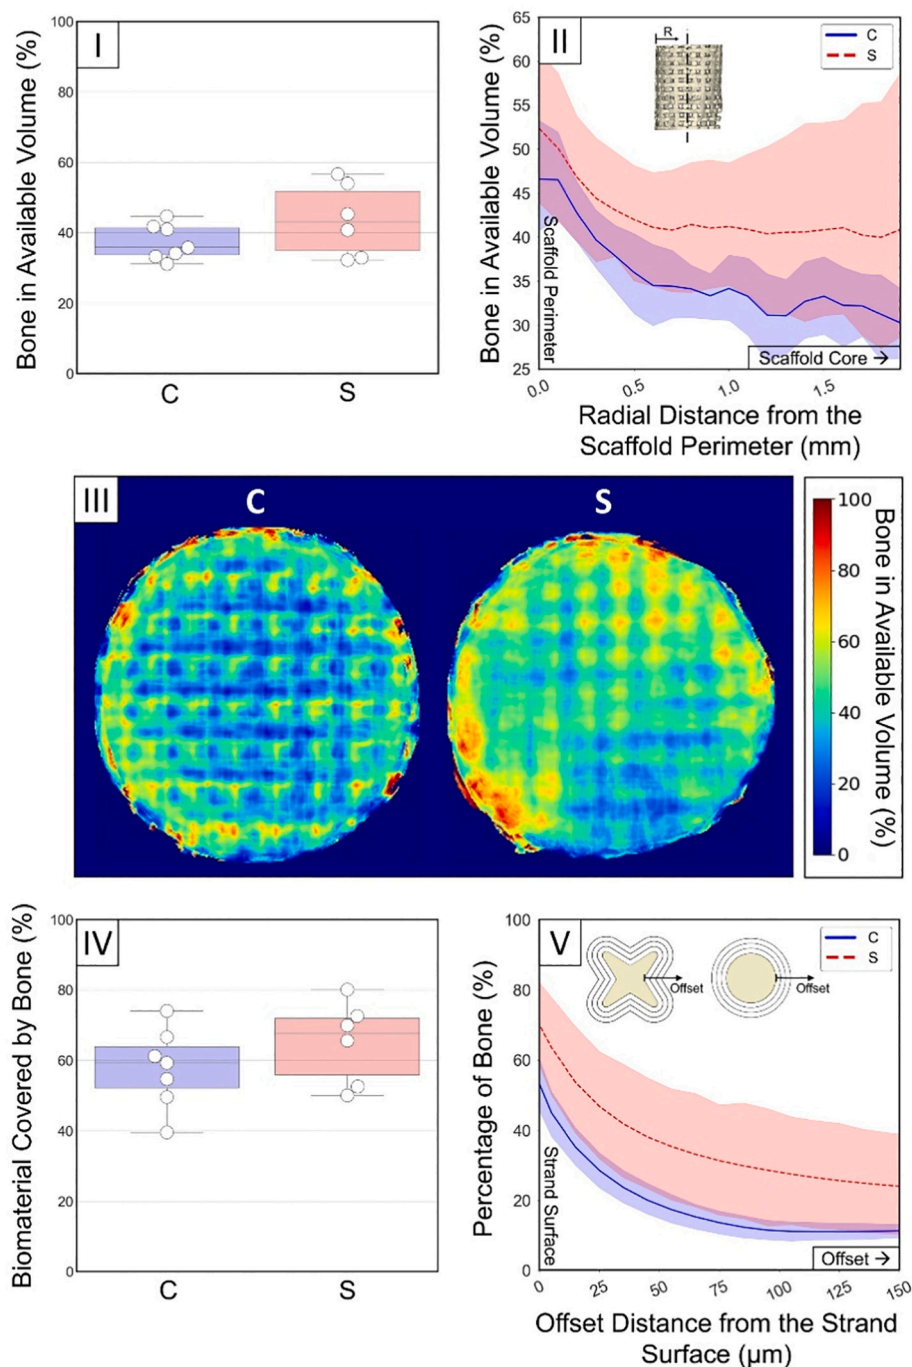 I
Bone in Available Volume (%)
100
80
60
40
20
0
C
S
II
Bone in Available Volume (%)
65
60
55
50
45
40
35
30
25
R
C
S
Scaffold Perimeter
Scaffold Core →
0.0
0.5
1.0
1.5
Radial Distance from the
Scaffold Perimeter (mm)
III
C
S
100
80
60
40
20
0
Bone in Available Volume (%)
IV
Biomaterial Covered by Bone (%)
100
80
60
40
20
0
C
S
V
Percentage of Bone (%)
100
80
60
40
20
0
Offset
Offset
C
S
Strand Surface
Offset →
0
25
50
75
100
125
150
Offset Distance from the Strand
Surface (μm)